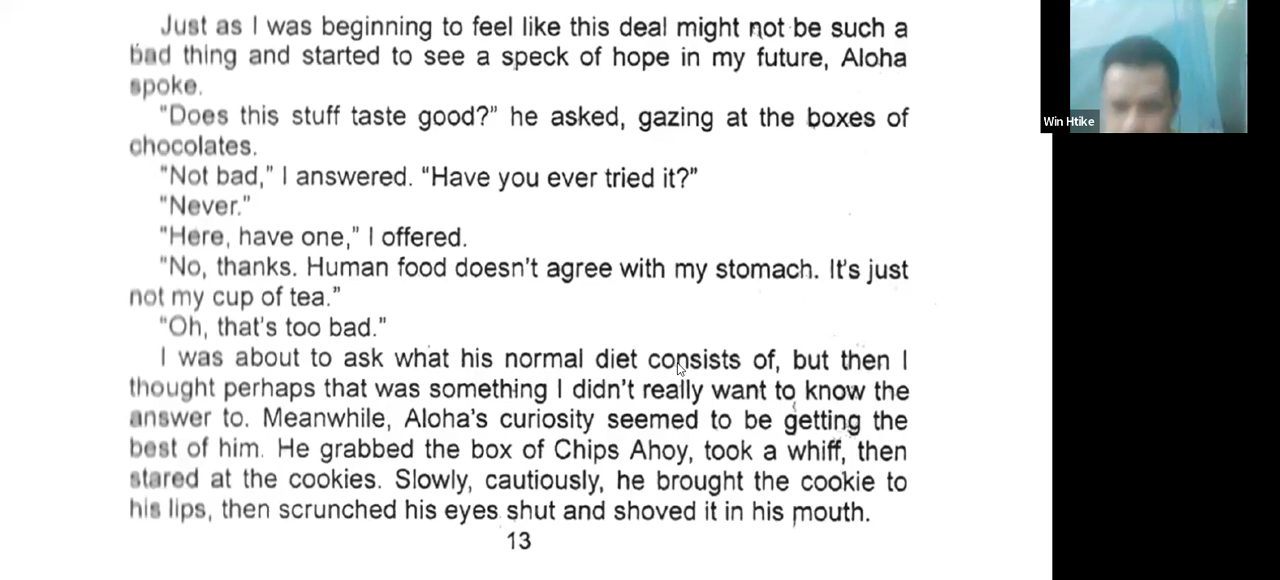 Just as I was beginning to feel like this deal might not be such a
bad thing and started to see a speck of hope in my future, Aloha
spoke.
"Does this stuff taste good?" he asked, gazing at the boxes of
chocolates.
"Not bad," I answered. "Have you ever tried it?"
"Never."
"Here, have one," I offered.
"No, thanks. Human food doesn't agree with my stomach. It's just
not my cup of tea."
"Oh, that's too bad."
I was about to ask what his normal diet consists of, but then I
thought perhaps that was something I didn't really want to know the
answer to. Meanwhile, Aloha's curiosity seemed to be getting the
best of him. He grabbed the box of Chips Ahoy, took a whiff, then
stared at the cookies. Slowly, cautiously, he brought the cookie to
his lips, then scrunched his eyes shut and shoved it in his mouth.
13
Win Htike